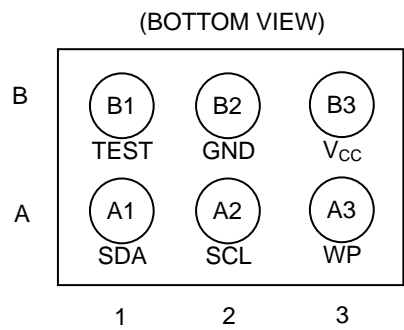 (BOTTOM VIEW)
B B1 B2 B3
TEST GND VCC
A A1 A2 A3
SDA SCL WP
1 2 3